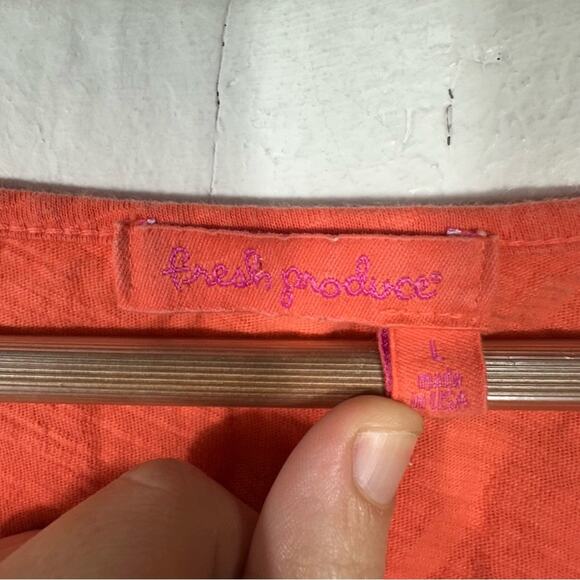 fresh produce
L
made
in USA